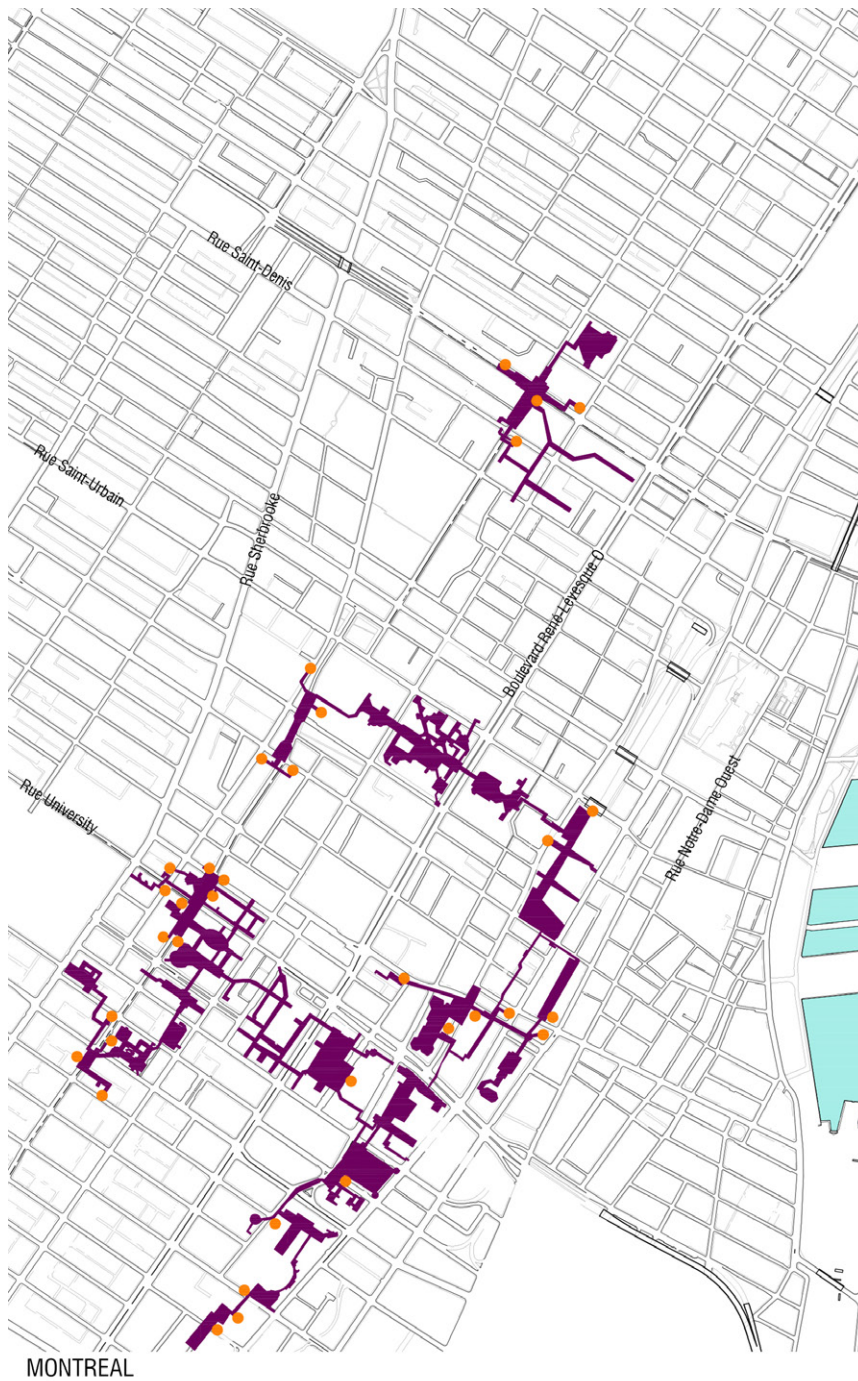 Rue Saint-Denis
Rue Saint-Urbain
Rue Sherbrooke
Boulevard René-Lévesque O
Rue University
Rue Notre-Dame Ouest
MONTREAL